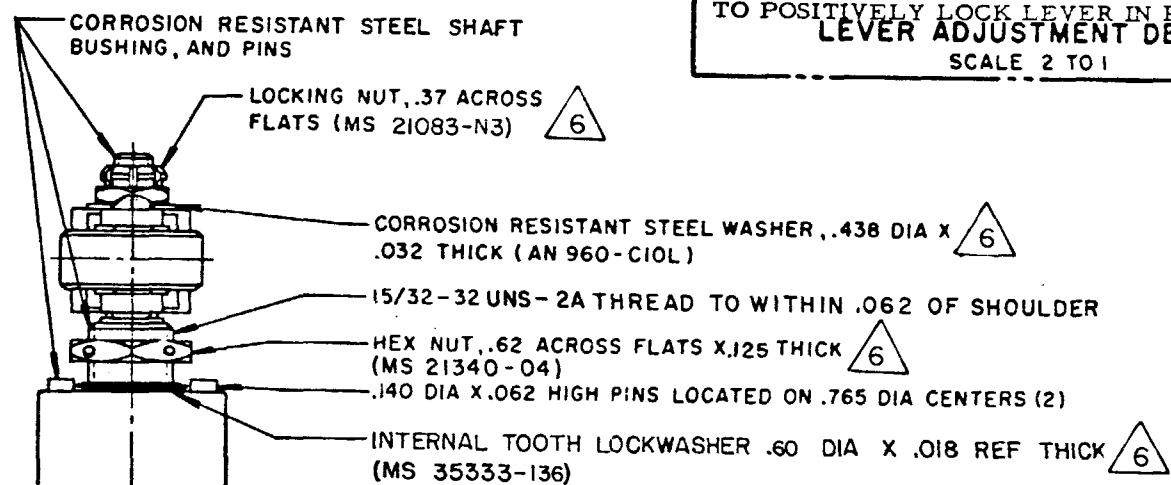 CORROSION RESISTANT STEEL SHAFT
BUSHING, AND PINS
TO POSITIVELY LOCK LEVER IN
LEVER ADJUSTMENT
SCALE 2 TO 1
LOCKING NUT, .37 ACROSS
FLATS (MS 21083-N3) 6
CORROSION RESISTANT STEEL WASHER, .438 DIA X 6
.032 THICK (AN 960-C10L)
15/32-32 UNS-2A THREAD TO WITHIN .062 OF SHOULDER
HEX NUT, .62 ACROSS FLATS X .125 THICK 6
(MS 21340-04)
.140 DIA X .062 HIGH PINS LOCATED ON .765 DIA CENTERS (2)
INTERNAL TOOTH LOCKWASHER .60 DIA X .018 REF THICK 6
(MS 35333-136)